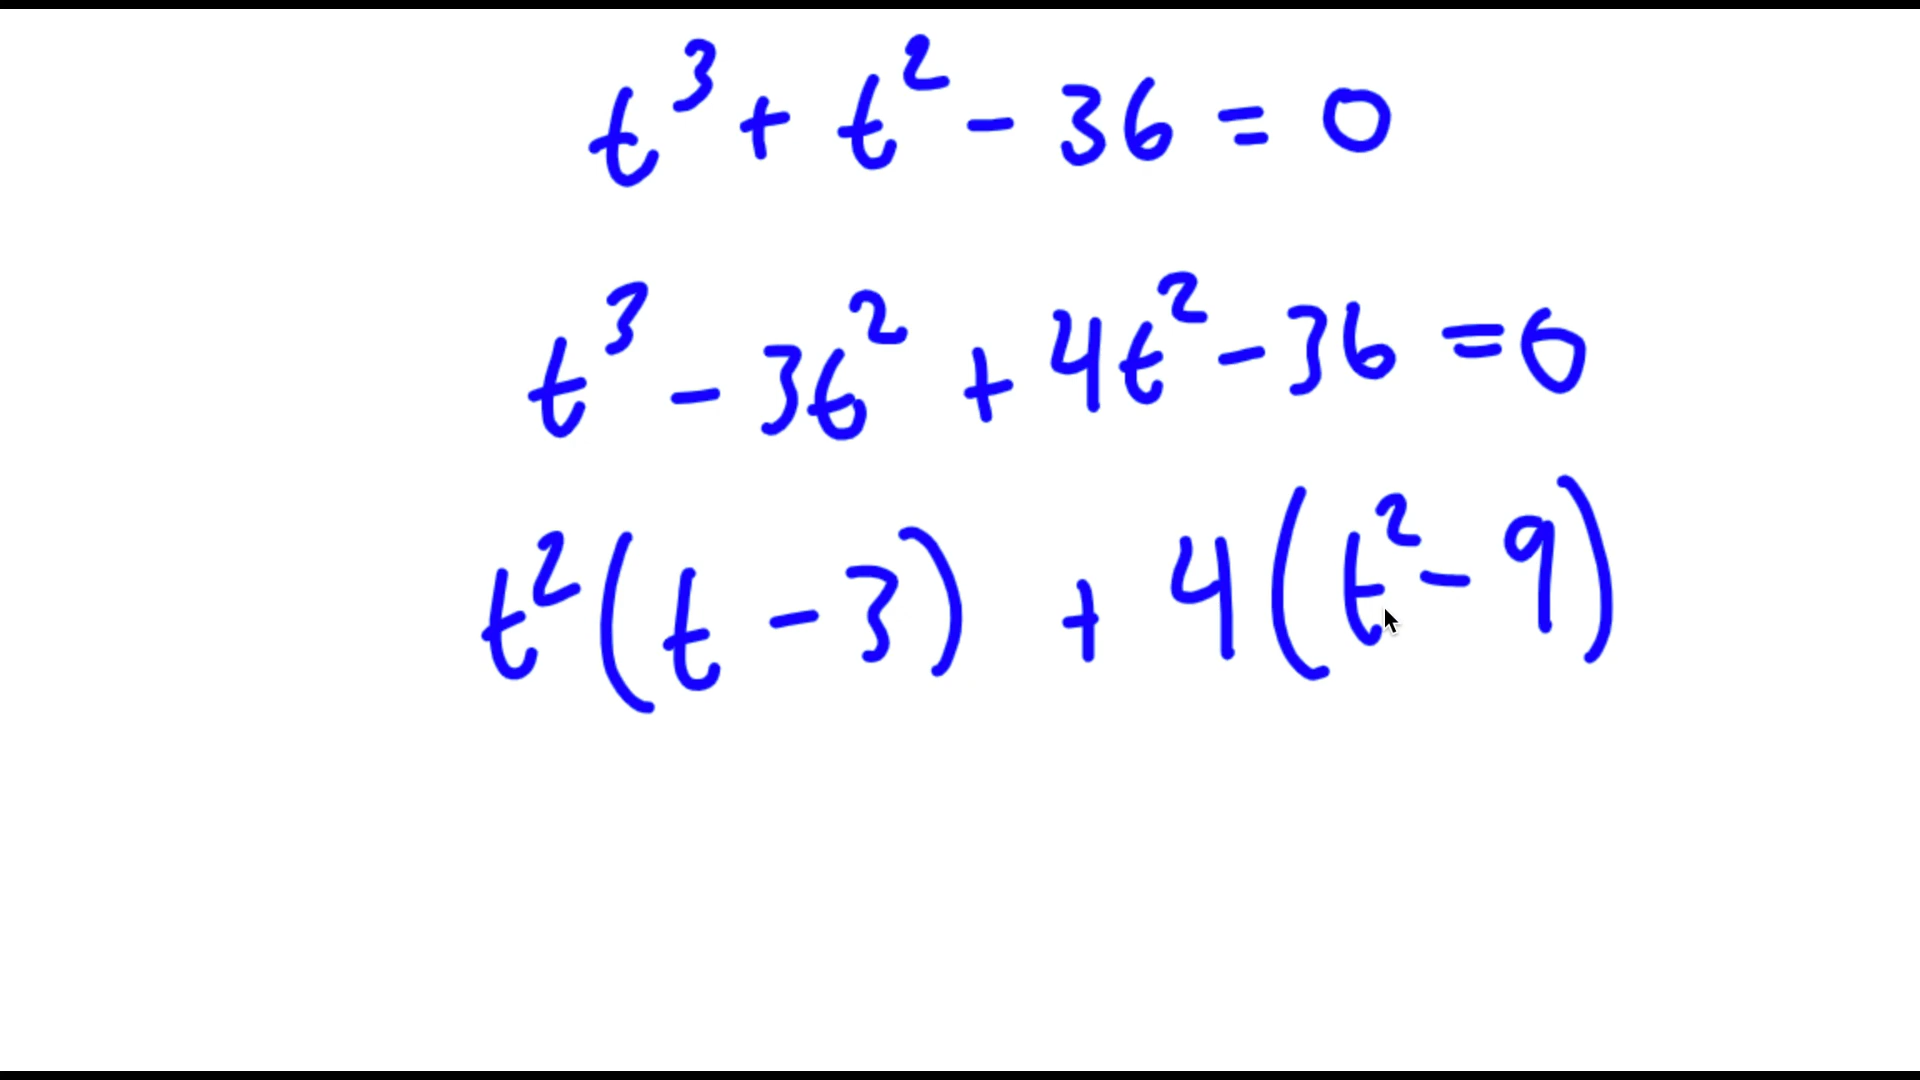 t³ + t² - 36 = 0
t³ - 3t² + 4t² - 36 = 0
t²(t - 3) + 4(t² - 9)